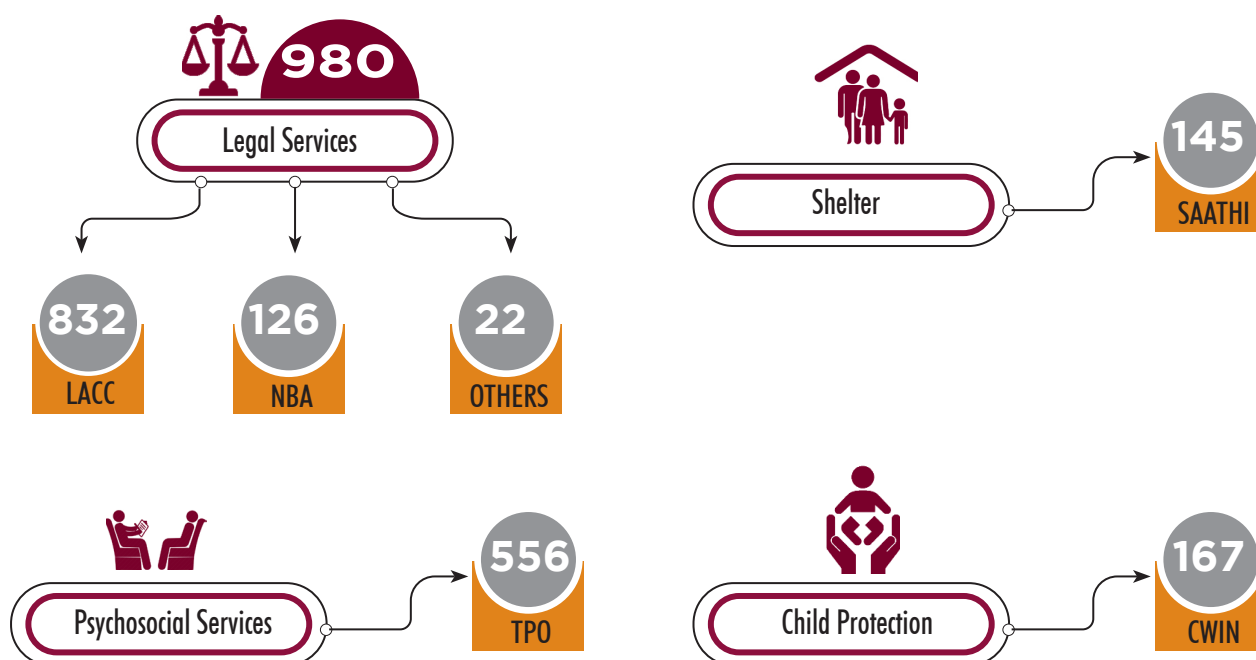 980
Legal Services
832
LACC
126
NBA
22
OTHERS
Shelter
145
SAATHI
Psychosocial Services
556
TPO
Child Protection
167
CWIN